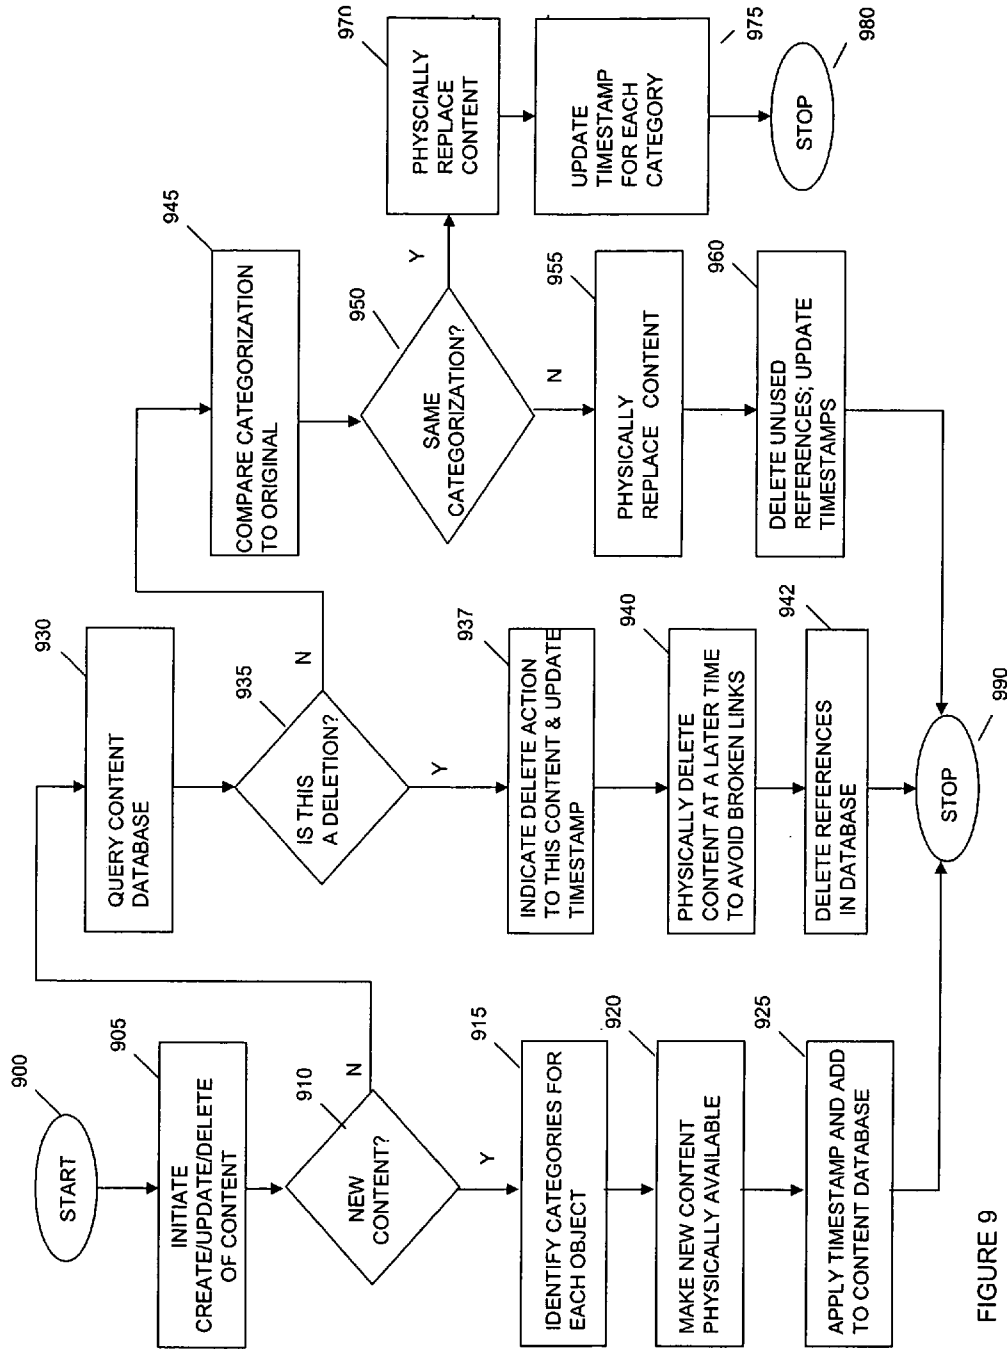 900
START
905
INITIATE
CREATE/UPDATE/DELETE
OF CONTENT
910
NEW
CONTENT?
N
Y
915
IDENTIFY CATEGORIES FOR
EACH OBJECT
920
MAKE NEW CONTENT
PHYSICALLY AVAILABLE
925
APPLY TIMESTAMP AND ADD
TO CONTENT DATABASE
930
QUERY CONTENT
DATABASE
935
IS THIS
A DELETION?
N
Y
937
INDICATE DELETE ACTION
TO THIS CONTENT & UPDATE
TIMESTAMP
940
PHYSICALLY DELETE
CONTENT AT A LATER TIME
TO AVOID BROKEN LINKS
942
DELETE REFERENCES
IN DATABASE
990
STOP
945
COMPARE CATEGORIZATION
TO ORIGINAL
950
SAME
CATEGORIZATION?
Y
N
955
PHYSICALLY
REPLACE CONTENT
960
DELETE UNUSED
REFERENCES; UPDATE
TIMESTAMPS
970
PHYSCIALLY
REPLACE
CONTENT
975
UPDATE
TIMESTAMP
FOR EACH
CATEGORY
980
STOP
FIGURE 9